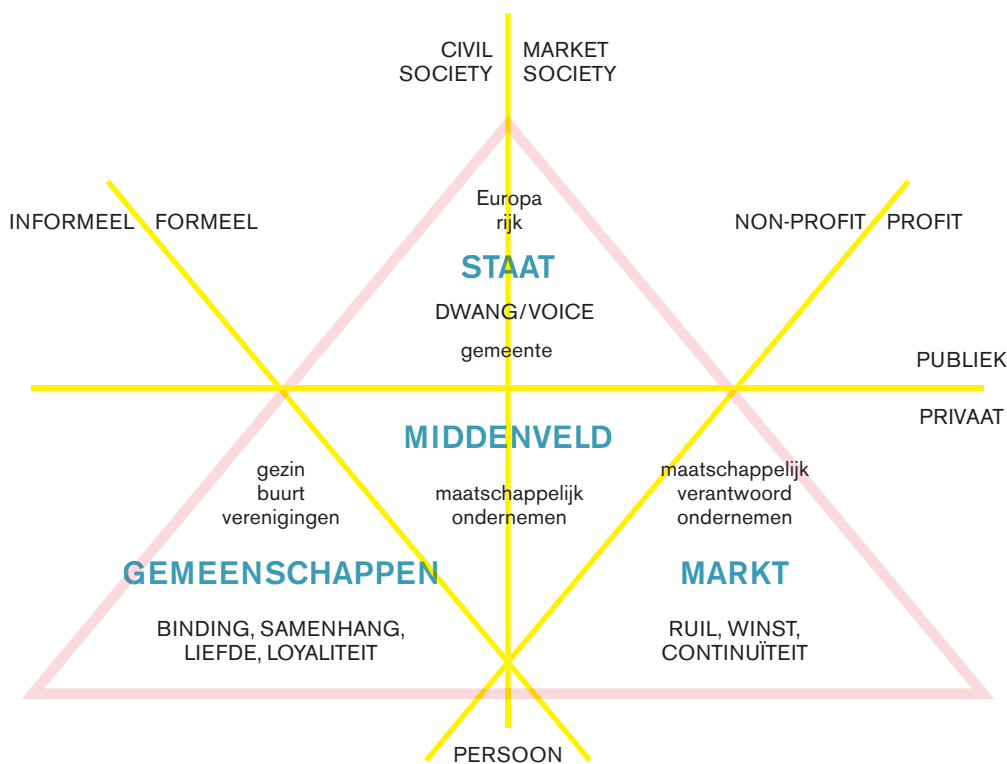 CIVIL
SOCIETY
MARKET
SOCIETY
INFORMEEL
FORMEEL
Europa
rijk
NON-PROFIT
PROFIT
STAAT
DWANG/VOICE
gemeente
PUBLIEK
PRIVAAT
MIDDENVELD
gezin
buurt
verenigingen
maatschappelijk
ondernemen
maatschappelijk
verantwoord
ondernemen
GEMEENSCHAPPEN
MARKT
BINDING, SAMENHANG,
LIEFDE, LOYALITEIT
RUIL, WINST,
CONTINUÏTEIT
PERSOON